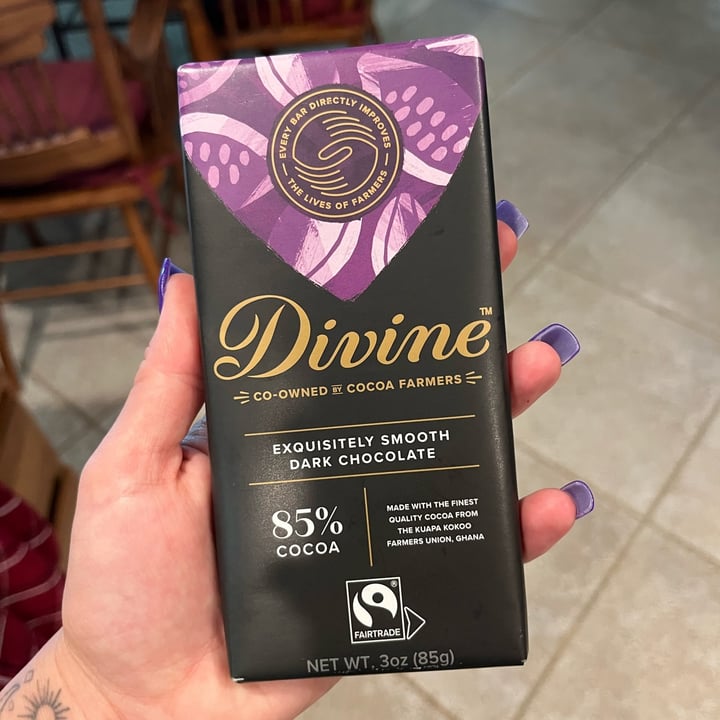 EVERY BAR DIRECTLY IMPROVES
— THE LIVES OF FARMERS —
Divine™
CO-OWNED BY COCOA FARMERS
EXQUISITELY SMOOTH
DARK CHOCOLATE
85%
COCOA
MADE WITH THE FINEST
QUALITY COCOA FROM
THE KUAPA KOKOO
FARMERS UNION, GHANA
®
FAIRTRADE
NET WT. 3oz (85g)